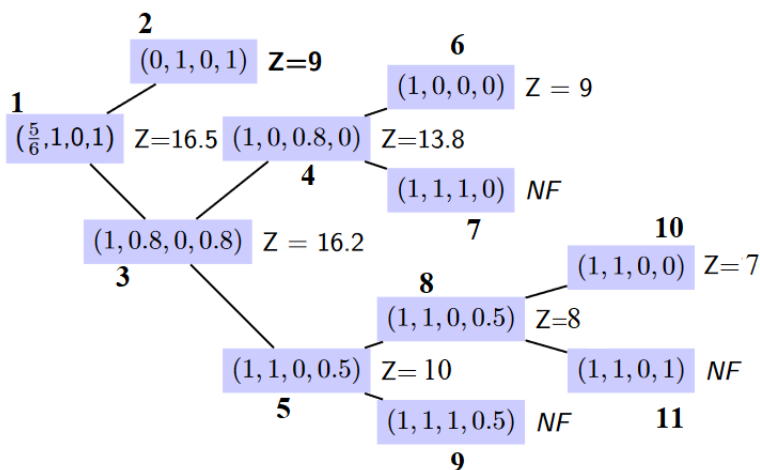 2
(0, 1, 0, 1) Z=9
6
(1, 0, 0, 0) Z = 9
1
(5/6,1,0,1) Z=16.5
(1, 0, 0.8, 0) Z=13.8
4
(1, 1, 1, 0) NF
7
(1, 0.8, 0, 0.8) Z = 16.2
3
10
(1, 1, 0, 0) Z= 7
8
(1, 1, 0, 0.5) Z=8
(1, 1, 0, 0.5) Z= 10
5
(1, 1, 0, 1) NF
11
(1, 1, 1, 0.5) NF
9